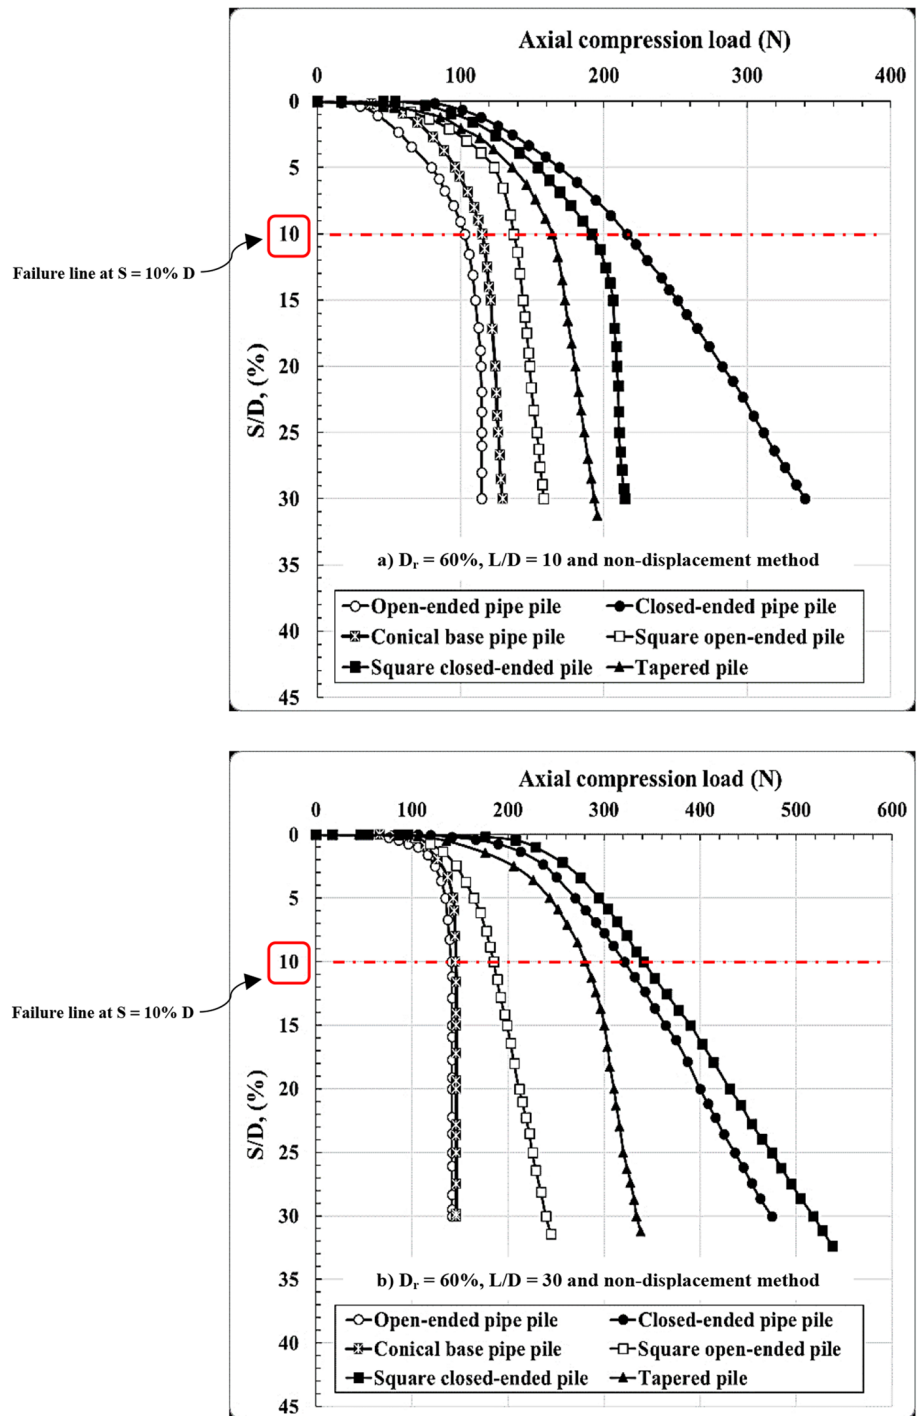 Axial compression load (N)
0 100 200 300 400
0
5
10
15
20
25
30
35
40
45
S/D, (%)
Failure line at S = 10% D
a) Dr = 60%, L/D = 10 and non-displacement method
Open-ended pipe pile Closed-ended pipe pile
Conical base pipe pile Square open-ended pile
Square closed-ended pile Tapered pile
Axial compression load (N)
0 100 200 300 400 500 600
0
5
10
15
20
25
30
35
40
45
S/D, (%)
Failure line at S = 10% D
b) Dr = 60%, L/D = 30 and non-displacement method
Open-ended pipe pile Closed-ended pipe pile
Conical base pipe pile Square open-ended pile
Square closed-ended pile Tapered pile